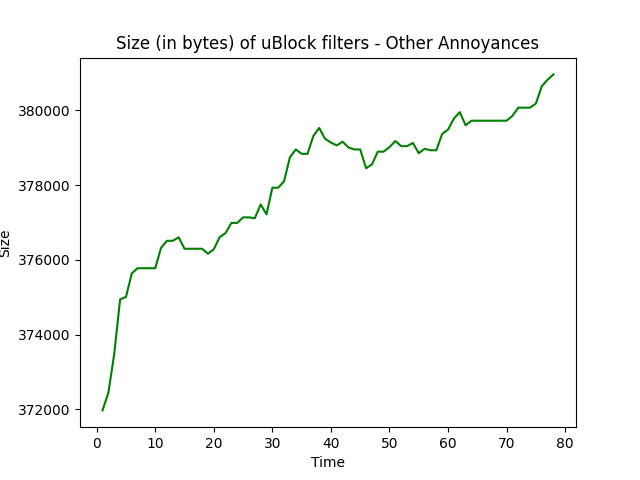 Size (in bytes) of uBlock filters - Other Annoyances
380000
378000
376000
374000
372000
Size
0 10 20 30 40 50 60 70 80
Time